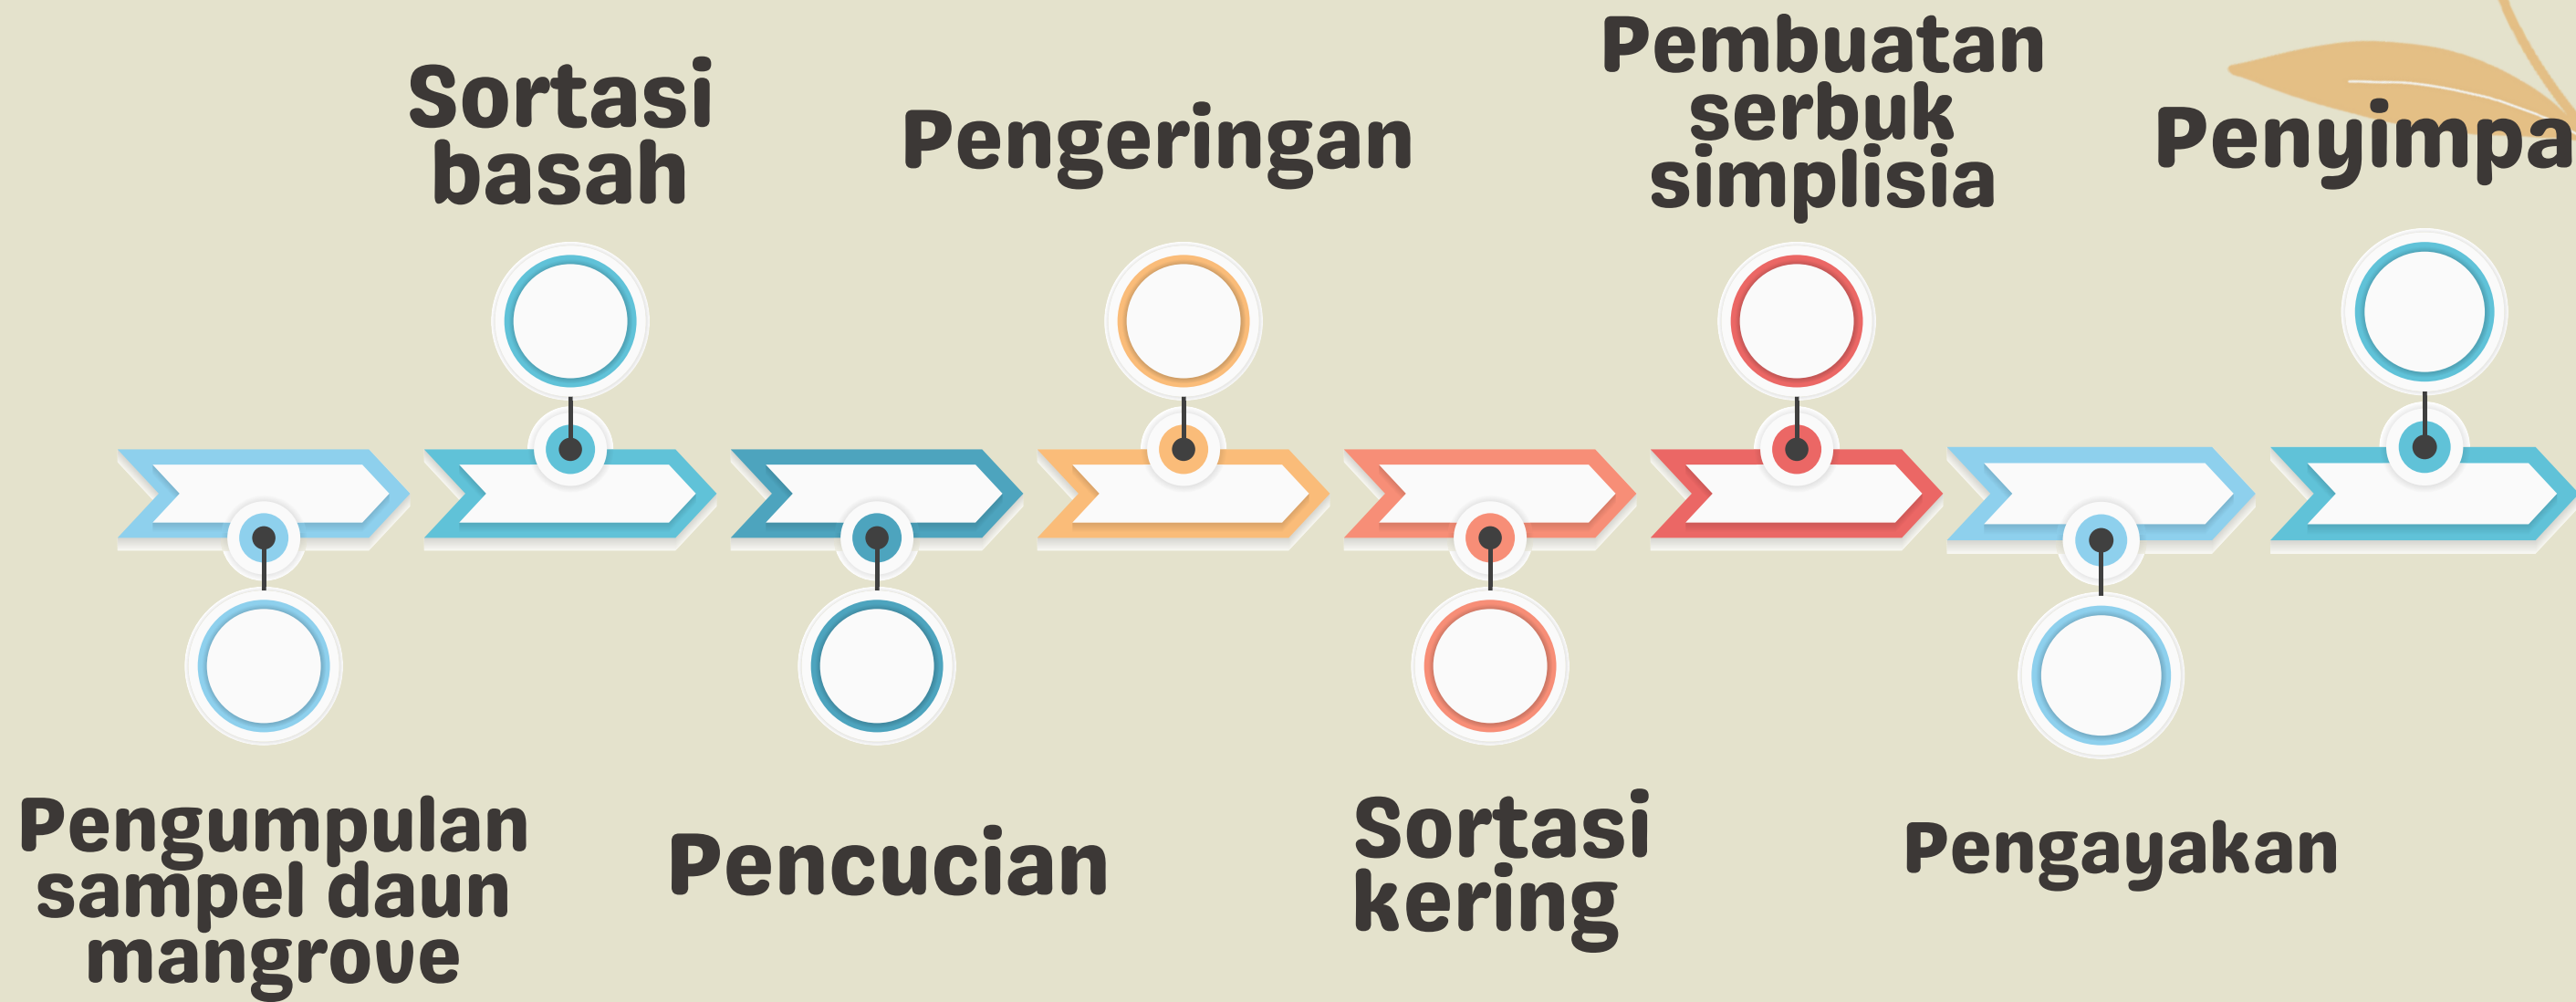 Pengumpulan
sampel daun
mangrove
Sortasi
basah
Pencucian
Pengeringan
Sortasi
kering
Pembuatan
serbuk
simplisia
Pengayakan
Penyimpa